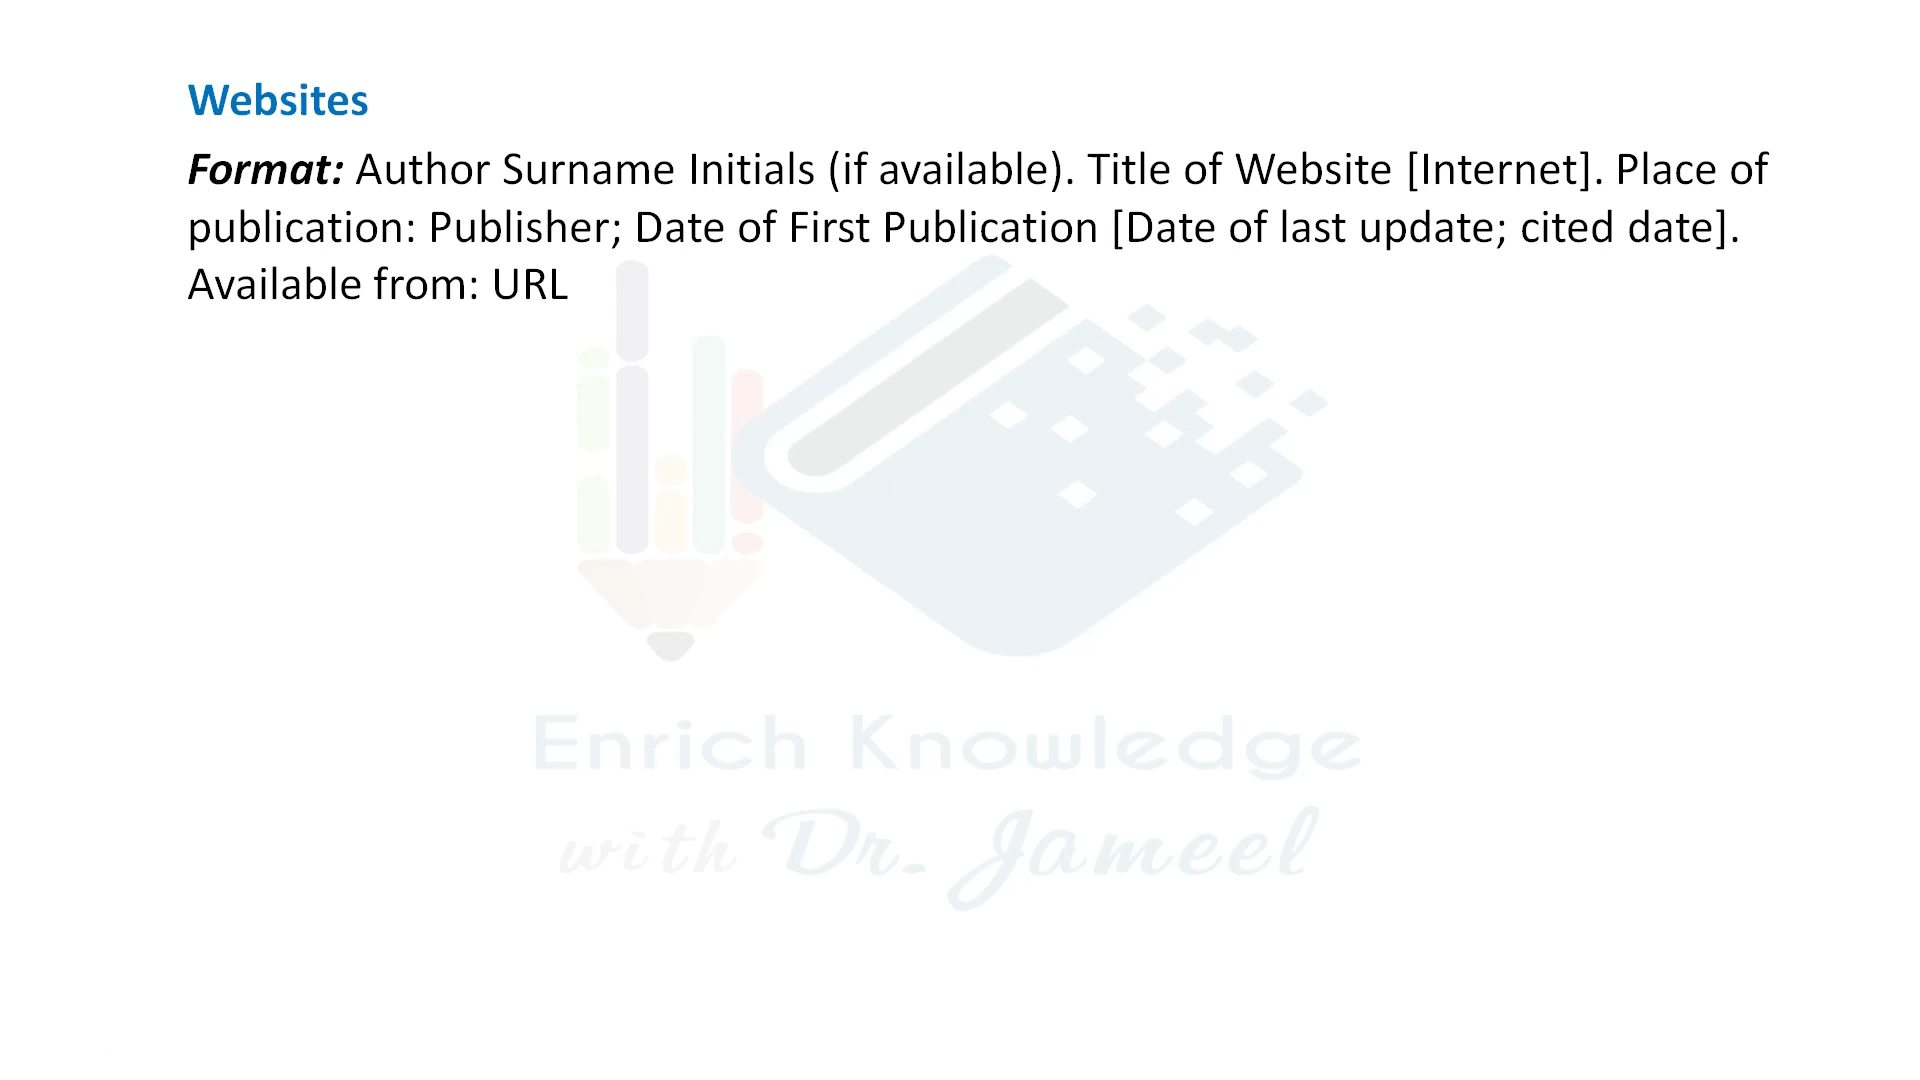 Websites
Format: Author Surname Initials (if available). Title of Website [Internet]. Place of
publication: Publisher; Date of First Publication [Date of last update; cited date].
Available from: URL
Enrich Knowledge
with Dr. Jameel